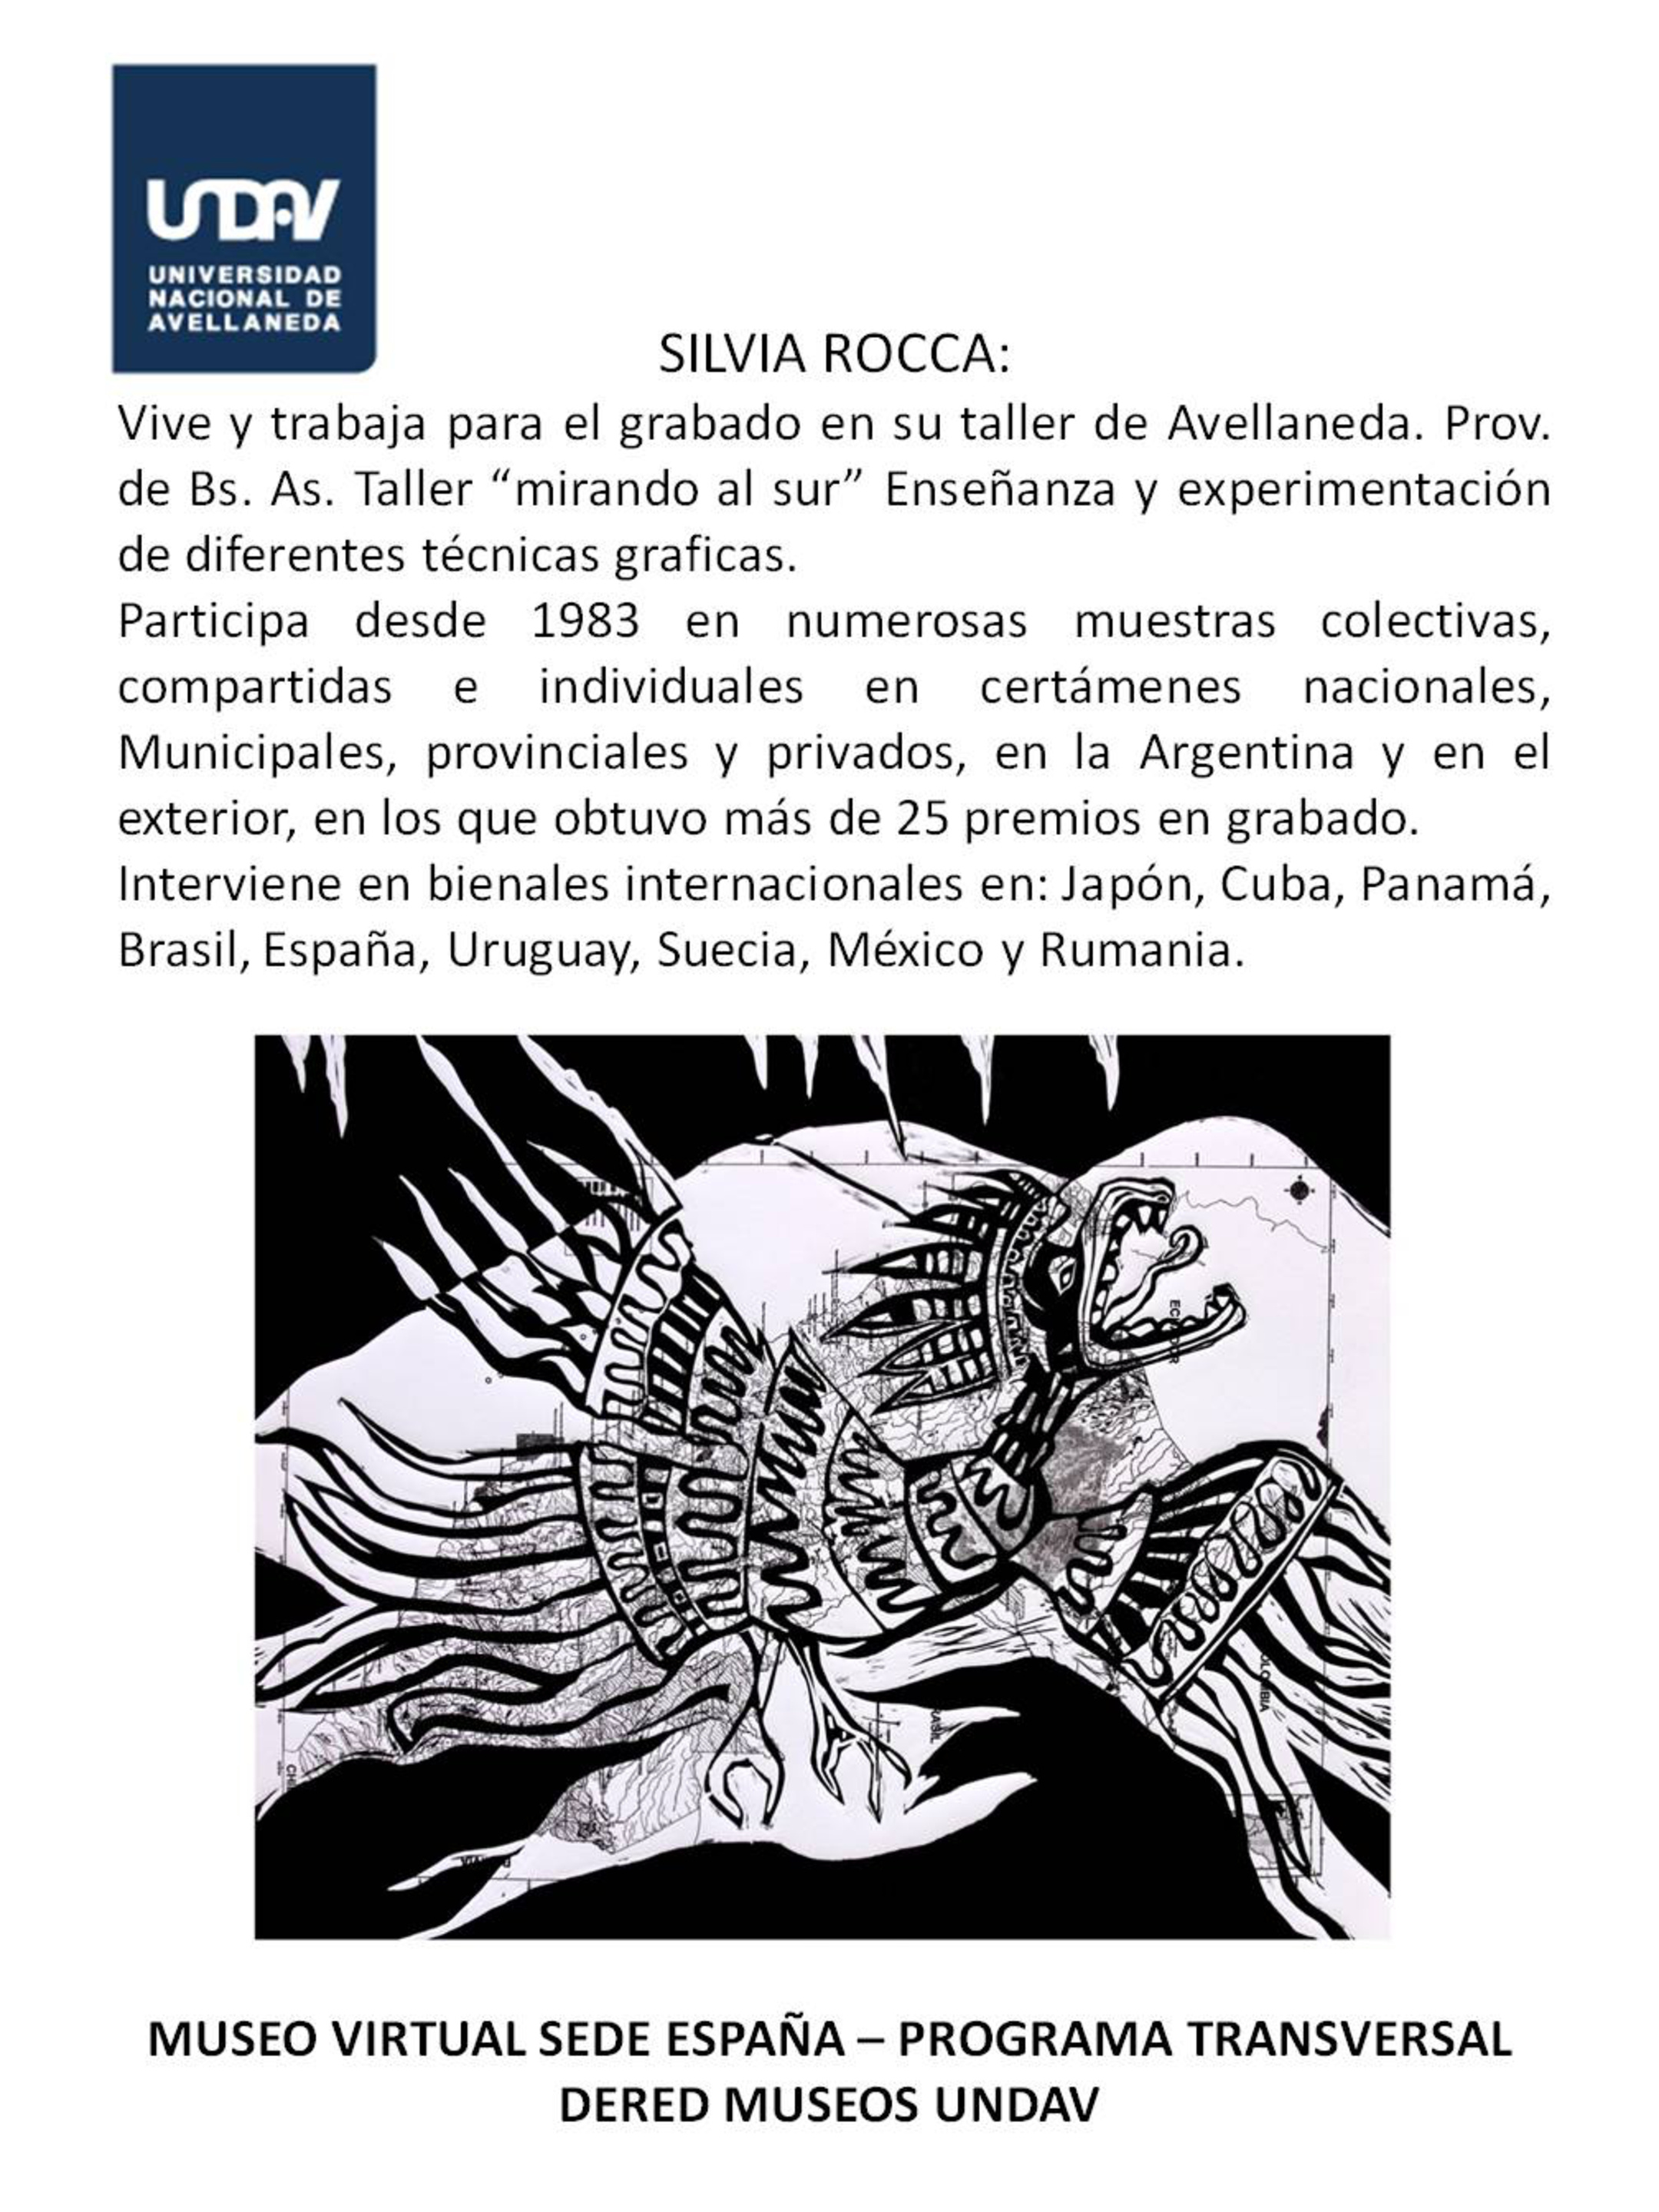 UNDAV
UNIVERSIDAD
NACIONAL DE
AVELLANEDA
SILVIA ROCCA:
Vive y trabaja para el grabado en su taller de Avellaneda. Prov.
de Bs. As. Taller “mirando al sur” Enseñanza y experimentación
de diferentes técnicas graficas.
Participa desde 1983 en numerosas muestras colectivas,
compartidas e individuales en certámenes nacionales,
Municipales, provinciales y privados, en la Argentina y en el
exterior, en los que obtuvo más de 25 premios en grabado.
Interviene en bienales internacionales en: Japón, Cuba, Panamá,
Brasil, España, Uruguay, Suecia, México y Rumania.
MUSEO VIRTUAL SEDE ESPAÑA – PROGRAMA TRANSVERSAL
DERED MUSEOS UNDAV